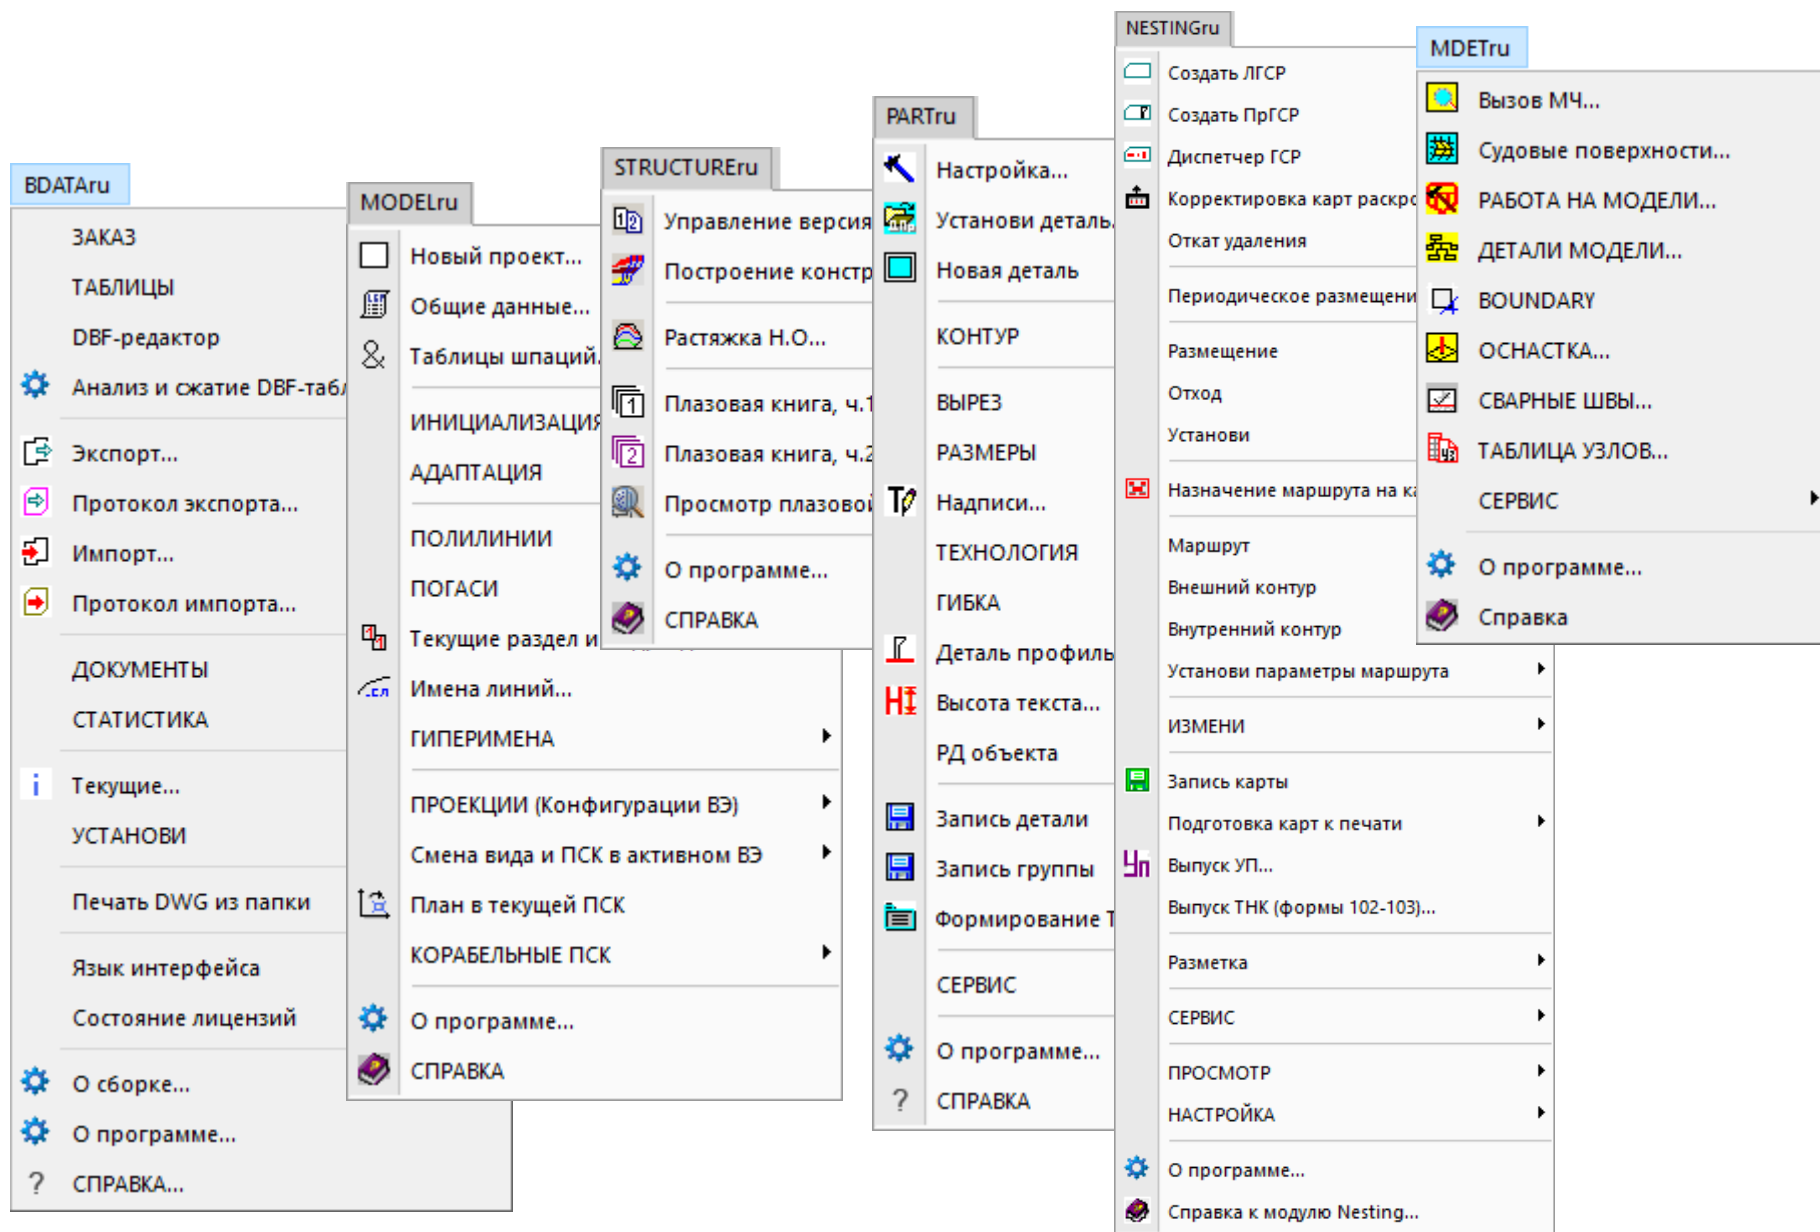 BDATAru
ЗАКАЗ
ТАБЛИЦЫ
DBF-редактор
Анализ и сжатие DBF-табл
Экспорт...
Протокол экспорта...
Импорт...
Протокол импорта...
ДОКУМЕНТЫ
СТАТИСТИКА
Текущие...
УСТАНОВИ
Печать DWG из папки
Язык интерфейса
Состояние лицензий
О сборке...
О программе...
СПРАВКА...
MODELru
Новый проект...
Общие данные...
Таблицы шпаций.
ИНИЦИАЛИЗАЦИЯ
АДАПТАЦИЯ
ПОЛИЛИНИИ
ПОГАСИ
Текущие раздел и
Имена линий...
ГИПЕРИМЕНА
ПРОЕКЦИИ (Конфигурации ВЭ)
Смена вида и ПСК в активном ВЭ
План в текущей ПСК
КОРАБЕЛЬНЫЕ ПСК
О программе...
СПРАВКА
STRUCTUREru
Управление версия
Построение констр
Растяжка Н.О...
Плазовая книга, ч.1
Плазовая книга, ч.2
Просмотр плазовой
О программе...
СПРАВКА
PARTru
Настройка...
Установи деталь.
Новая деталь
КОНТУР
ВЫРЕЗ
РАЗМЕРЫ
Надписи...
ТЕХНОЛОГИЯ
ГИБКА
Деталь профиль
Высота текста...
РД объекта
Запись детали
Запись группы
Формирование Т
СЕРВИС
О программе...
СПРАВКА
NESTINGru
Создать ЛГСР
Создать ПрГСР
Диспетчер ГСР
Корректировка карт раскро
Откат удаления
Периодическое размещени
Размещение
Отход
Установи
Назначение маршрута на ка
Маршрут
Внешний контур
Внутренний контур
Установи параметры маршрута
ИЗМЕНИ
Запись карты
Подготовка карт к печати
Выпуск УП...
Выпуск ТНК (формы 102-103)...
Разметка
СЕРВИС
ПРОСМОТР
НАСТРОЙКА
О программе...
Справка к модулю Nesting...
MDETru
Вызов МЧ...
Судовые поверхности...
РАБОТА НА МОДЕЛИ...
ДЕТАЛИ МОДЕЛИ...
BOUNDARY
ОСНАСТКА...
СВАРНЫЕ ШВЫ...
ТАБЛИЦА УЗЛОВ...
СЕРВИС
О программе...
Справка